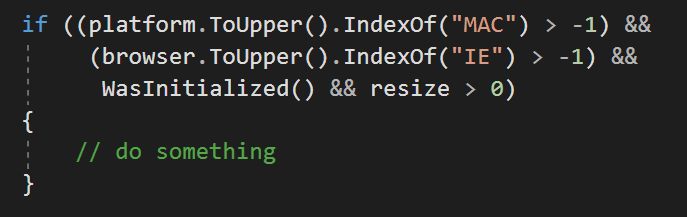 if ((platform.ToUpper().IndexOf("MAC") > -1) &&
(browser.ToUpper().IndexOf("IE") > -1) &&
WasInitialized() && resize > 0)
{
// do something
}